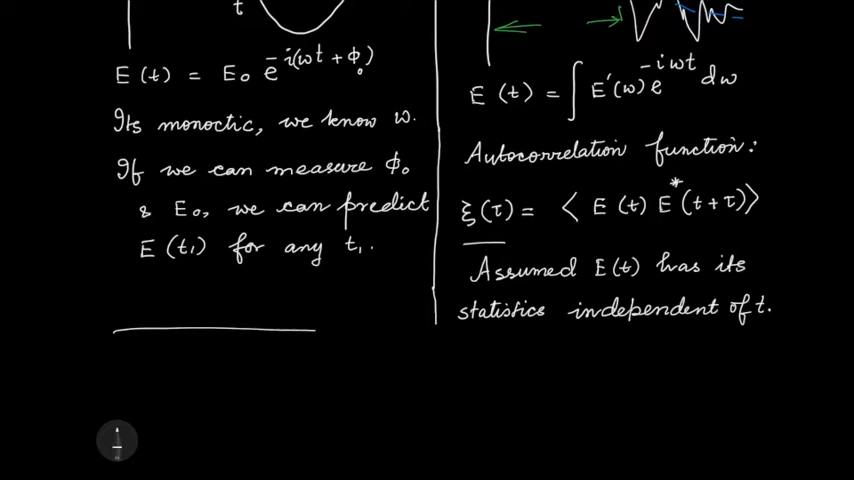 t
E(t) = E₀ e^{-i(ωt + ϕ₀)}
Its monoctic, we know ω.
If we can measure ϕ₀
& E₀, we can predict
E(t₁) for any t₁.
E(t) = ∫ E'(ω) e^{-iωt} dω
Autocorrelation function:
ξ(τ) = ⟨ E(t) E*(t+τ)⟩
Assumed E(t) has its
statistics independent of t.